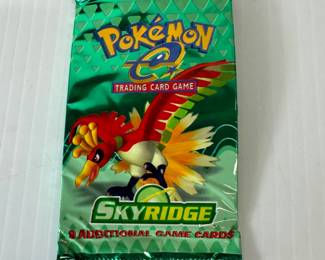 POKéMON
e
TRADING CARD GAME
SKYRIDGE
9 ADDITIONAL GAME CARDS